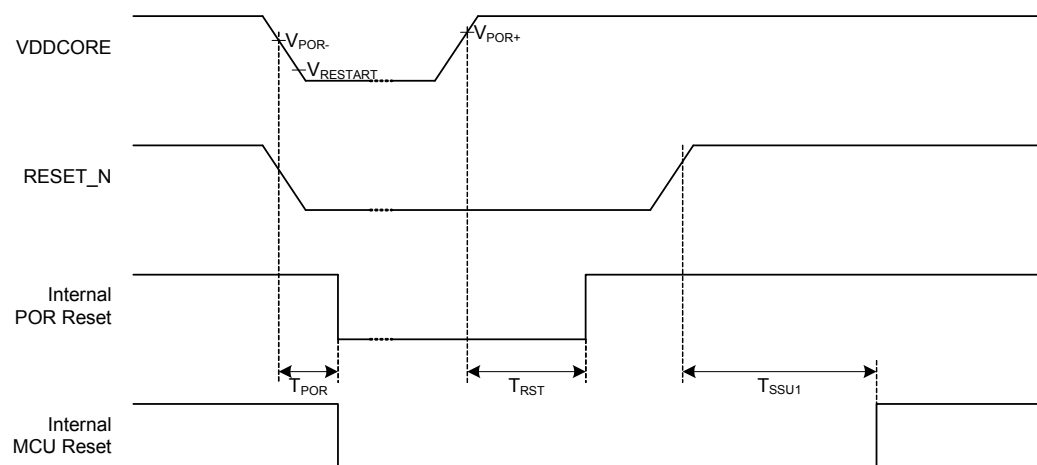 VDDCORE
VPOR-
VRESTART
VPOR+
RESET_N
Internal
POR Reset
TPOR
TRST
TSSU1
Internal
MCU Reset